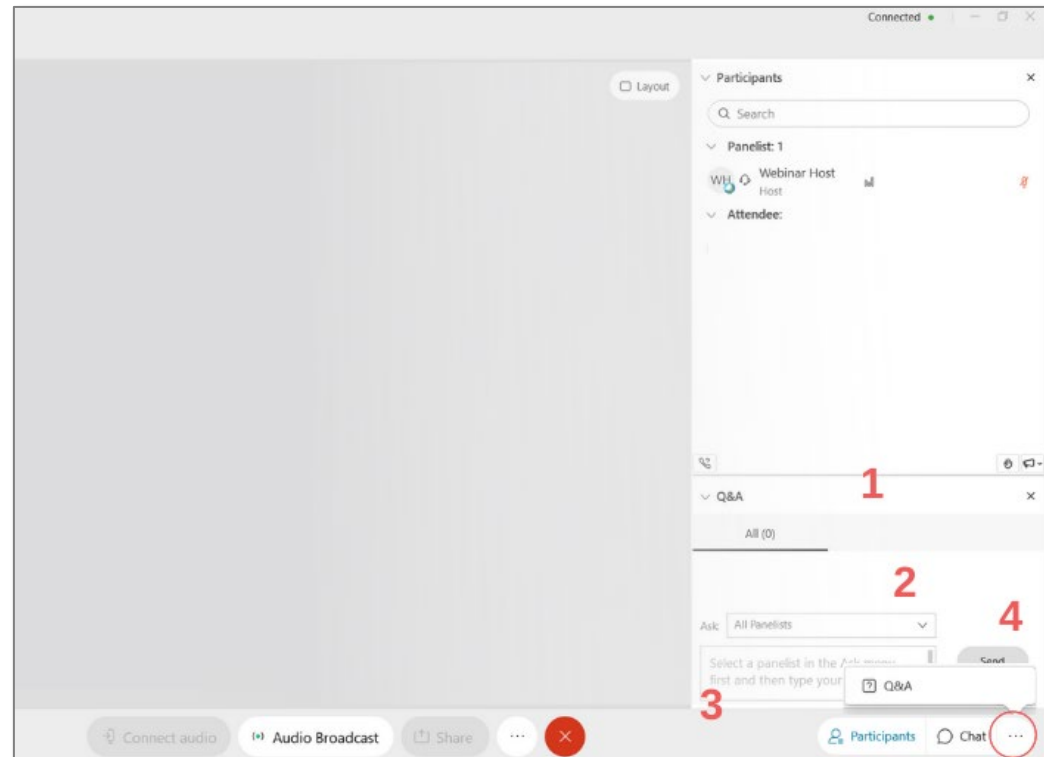 Connected
Layout
Participants
Search
Panelist: 1
WH
Webinar Host
Host
Attendee:
1
Q&A
All (0)
2
Ask: All Panelists
4
Select a panelist in the Ask menu
first and then type your
Send
Q&A
3
Connect audio
Audio Broadcast
Share
Participants
Chat